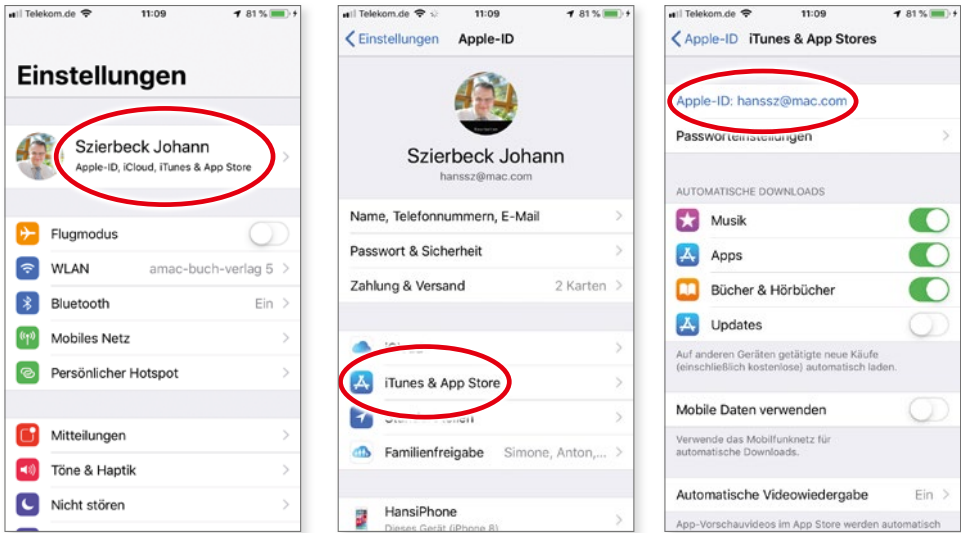 Telekom.de 11:09 81 %
Einstellungen
Szierbeck Johann
Apple-ID, iCloud, iTunes & App Store
Flugmodus
WLAN amac-buch-verlag 5
Bluetooth Ein
Mobiles Netz
Persönlicher Hotspot
Mitteilungen
Töne & Haptik
Nicht stören
Telekom.de 11:09 81 %
Einstellungen Apple-ID
Szierbeck Johann
hanssz@mac.com
Name, Telefonnummern, E-Mail
Passwort & Sicherheit
Zahlung & Versand 2 Karten
iTunes & App Store
Familienfreigabe Simone, Anton,...
HansiPhone
Dieses Gerät (iPhone 8)
Telekom.de 11:09 81 %
Apple-ID iTunes & App Stores
Apple-ID: hanssz@mac.com
Passworteinstellungen
AUTOMATISCHE DOWNLOADS
Musik
Apps
Bücher & Hörbücher
Updates
Auf anderen Geräten getätigte neue Käufe
(einschließlich kostenlose) automatisch laden.
Mobile Daten verwenden
Verwende das Mobilfunknetz für
automatische Downloads.
Automatische Videowiedergabe Ein
App-Vorschauvideos im App Store werden automatisch